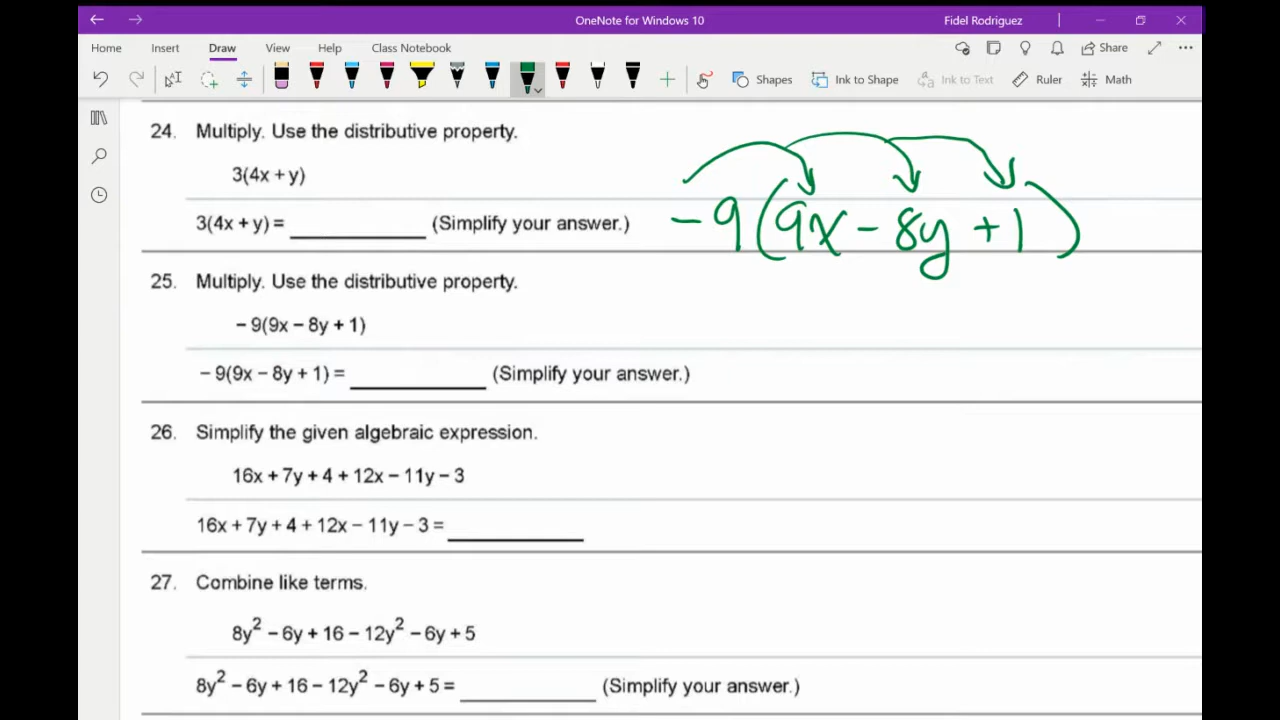 OneNote for Windows 10
Fidel Rodriguez
Home Insert Draw View Help Class Notebook Share
Shapes Ink to Shape Ink to Text Ruler Math
24. Multiply. Use the distributive property.
3(4x + y)
3(4x + y) = __________ (Simplify your answer.)
-9(9x - 8y + 1)
25. Multiply. Use the distributive property.
- 9(9x - 8y + 1)
- 9(9x - 8y + 1) = __________ (Simplify your answer.)
26. Simplify the given algebraic expression.
16x + 7y + 4 + 12x - 11y - 3
16x + 7y + 4 + 12x - 11y - 3 = __________
27. Combine like terms.
8y² - 6y + 16 - 12y² - 6y + 5
8y² - 6y + 16 - 12y² - 6y + 5 = __________ (Simplify your answer.)